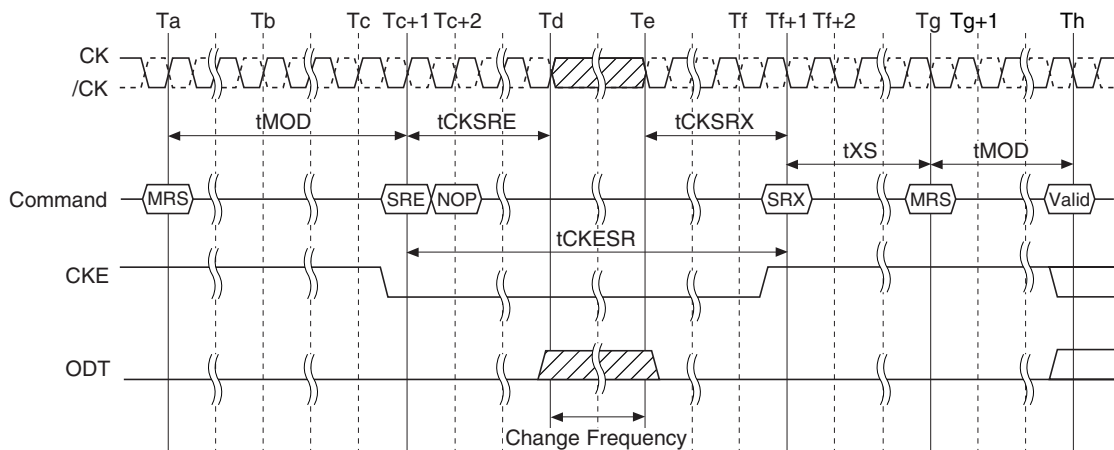 Ta Tb Tc Tc+1 Tc+2 Td Te Tf Tf+1 Tf+2 Tg Tg+1 Th
CK
/CK
tMOD tCKSRE tCKSRX
tXS tMOD
Command MRS SRE NOP SRX MRS Valid
tCKESR
CKE
ODT
Change Frequency